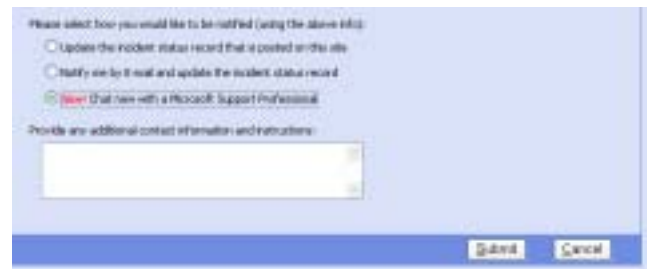 Please select how you would like to be notified (using the above info):
Update the incident status record that is posted on this site
Notify me by E-mail and update the incident status record
New! Chat now with a Microsoft Support Professional
Provide any additional contact information and instructions:
Submit Cancel